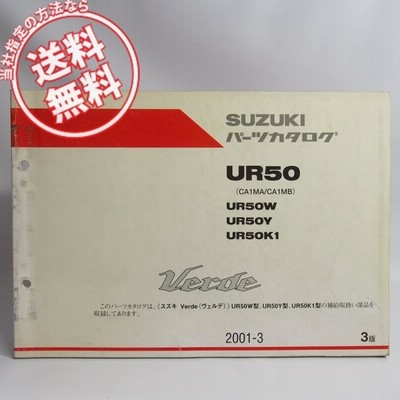 当社指定の方法なら
送料
無料
SUZUKI
パーツカタログ
UR50
(CA1MA/CA1MB)
UR50W
UR50Y
UR50K1
Verde
このパーツカタログは、《スズキ Verde(ヴェルデ)》UR50W型、UR50Y型、UR50K1型の補給取扱い部品を
収録してあります。
2001-3
3版